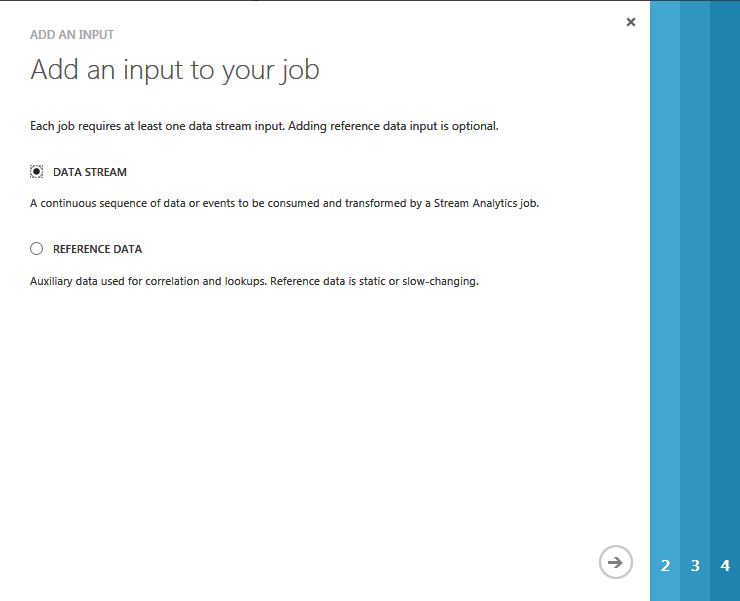 ADD AN INPUT
Add an input to your job
Each job requires at least one data stream input. Adding reference data input is optional.
DATA STREAM
A continuous sequence of data or events to be consumed and transformed by a Stream Analytics job.
REFERENCE DATA
Auxiliary data used for correlation and lookups. Reference data is static or slow-changing.
2 3 4